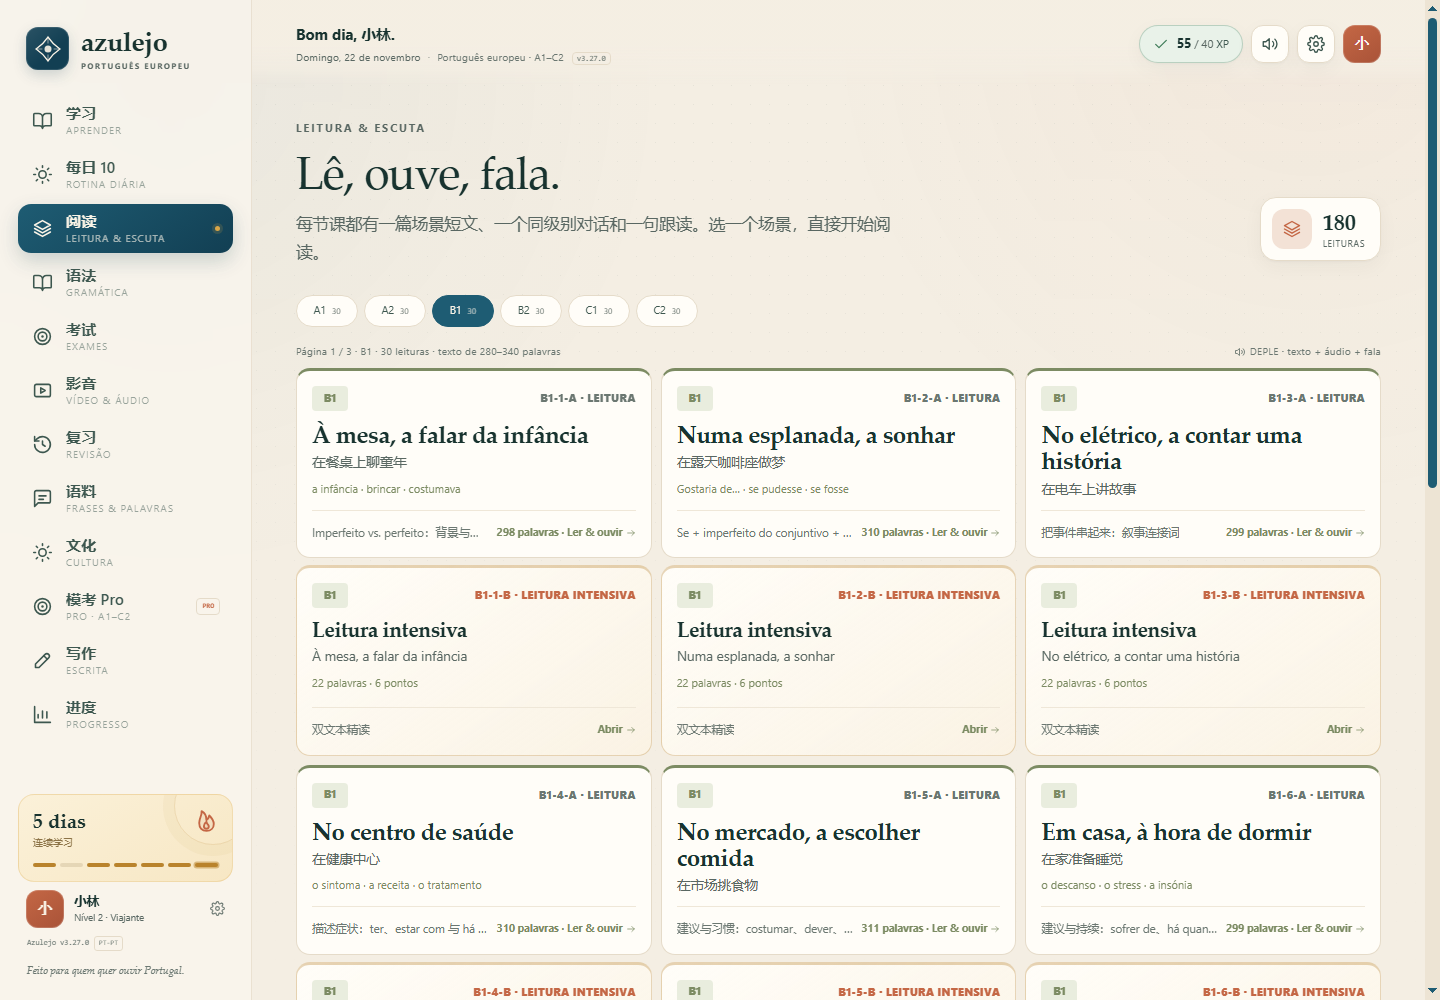 azulejo
PORTUGUÊS EUROPEU
学习
APRENDER
每日 10
ROTINA DIÁRIA
阅读
LEITURA & ESCUTA
语法
GRAMÁTICA
考试
EXAMES
影音
VÍDEO & ÁUDIO
复习
REVISÃO
语料
FRASES & PALAVRAS
文化
CULTURA
模考 Pro
PRO · A1–C2
PRO
写作
ESCRITA
进度
PROGRESSO
5 dias
连续学习
小
小林
Nível 2 · Viajante
Azulejo v3.27.0 PT-PT
Feito para quem quer ouvir Portugal.
Bom dia, 小林.
Domingo, 22 de novembro · Português europeu · A1–C2 v3.27.0
55 / 40 XP
小
LEITURA & ESCUTA
Lê, ouve, fala.
每节课都有一篇场景短文、一个同级别对话和一句跟读。选一个场景，直接开始阅
读。
180
LEITURAS
A1 30
A2 30
B1 30
B2 30
C1 30
C2 30
Página 1 / 3 · B1 · 30 leituras · texto de 280–340 palavras
DEPLE · texto + áudio + fala
B1
B1-1-A · LEITURA
À mesa, a falar da infância
在餐桌上聊童年
a infância · brincar · costumava
Imperfeito vs. perfeito：背景与...
298 palavras · Ler & ouvir →
B1
B1-2-A · LEITURA
Numa esplanada, a sonhar
在露天咖啡座做梦
Gostaria de... · se pudesse · se fosse
Se + imperfeito do conjuntivo + ...
310 palavras · Ler & ouvir →
B1
B1-3-A · LEITURA
No elétrico, a contar uma
história
在电车上讲故事
把事件串起来：叙事连接词
299 palavras · Ler & ouvir →
B1
B1-1-B · LEITURA INTENSIVA
Leitura intensiva
À mesa, a falar da infância
22 palavras · 6 pontos
双文本精读
Abrir →
B1
B1-2-B · LEITURA INTENSIVA
Leitura intensiva
Numa esplanada, a sonhar
22 palavras · 6 pontos
双文本精读
Abrir →
B1
B1-3-B · LEITURA INTENSIVA
Leitura intensiva
No elétrico, a contar uma história
22 palavras · 6 pontos
双文本精读
Abrir →
B1
B1-4-A · LEITURA
No centro de saúde
在健康中心
o sintoma · a receita · o tratamento
描述症状：ter、estar com 与 há ...
310 palavras · Ler & ouvir →
B1
B1-5-A · LEITURA
No mercado, a escolher
comida
在市场挑食物
建议与习惯：costumar、dever、...
311 palavras · Ler & ouvir →
B1
B1-6-A · LEITURA
Em casa, à hora de dormir
在家准备睡觉
o descanso · o stress · a insónia
建议与持续：sofrer de、há quan...
299 palavras · Ler & ouvir →
B1
B1-4-B · LEITURA INTENSIVA
B1
B1-5-B · LEITURA INTENSIVA
B1
B1-6-B · LEITURA INTENSIVA